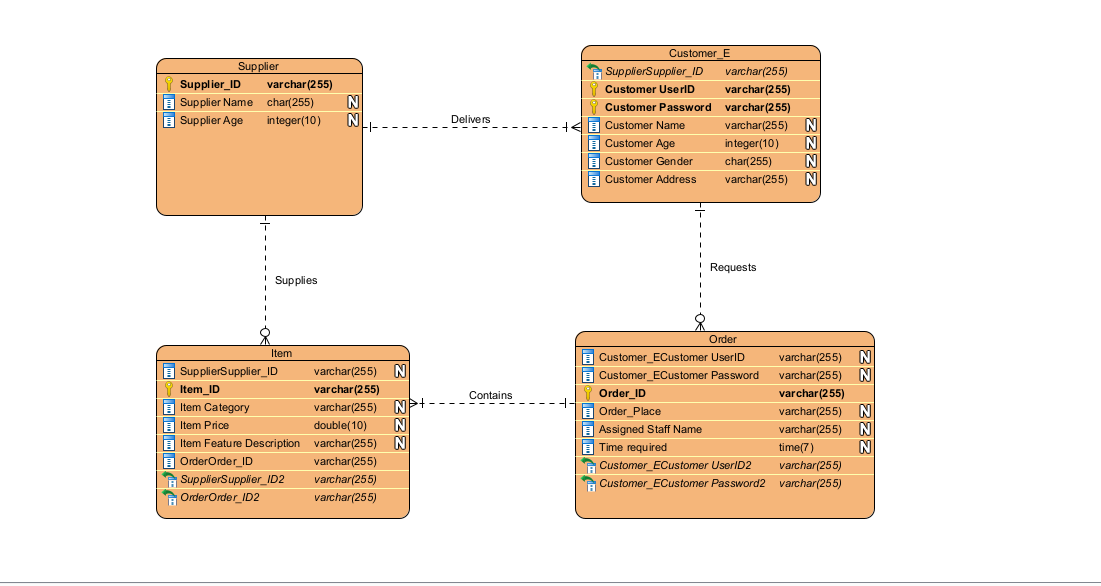 Supplier
Supplier_ID varchar(255)
Supplier Name char(255) N
Supplier Age integer(10) N
Customer_E
SupplierSupplier_ID varchar(255)
Customer UserID varchar(255)
Customer Password varchar(255)
Customer Name varchar(255) N
Customer Age integer(10) N
Customer Gender char(255) N
Customer Address varchar(255) N
Delivers
Supplies
Requests
Item
SupplierSupplier_ID varchar(255) N
Item_ID varchar(255)
Item Category varchar(255) N
Item Price double(10) N
Item Feature Description varchar(255) N
OrderOrder_ID varchar(255)
SupplierSupplier_ID2 varchar(255)
OrderOrder_ID2 varchar(255)
Contains
Order
Customer_ECustomer UserID varchar(255) N
Customer_ECustomer Password varchar(255) N
Order_ID varchar(255)
Order_Place varchar(255) N
Assigned Staff Name varchar(255) N
Time required time(7) N
Customer_ECustomer UserID2 varchar(255)
Customer_ECustomer Password2 varchar(255)